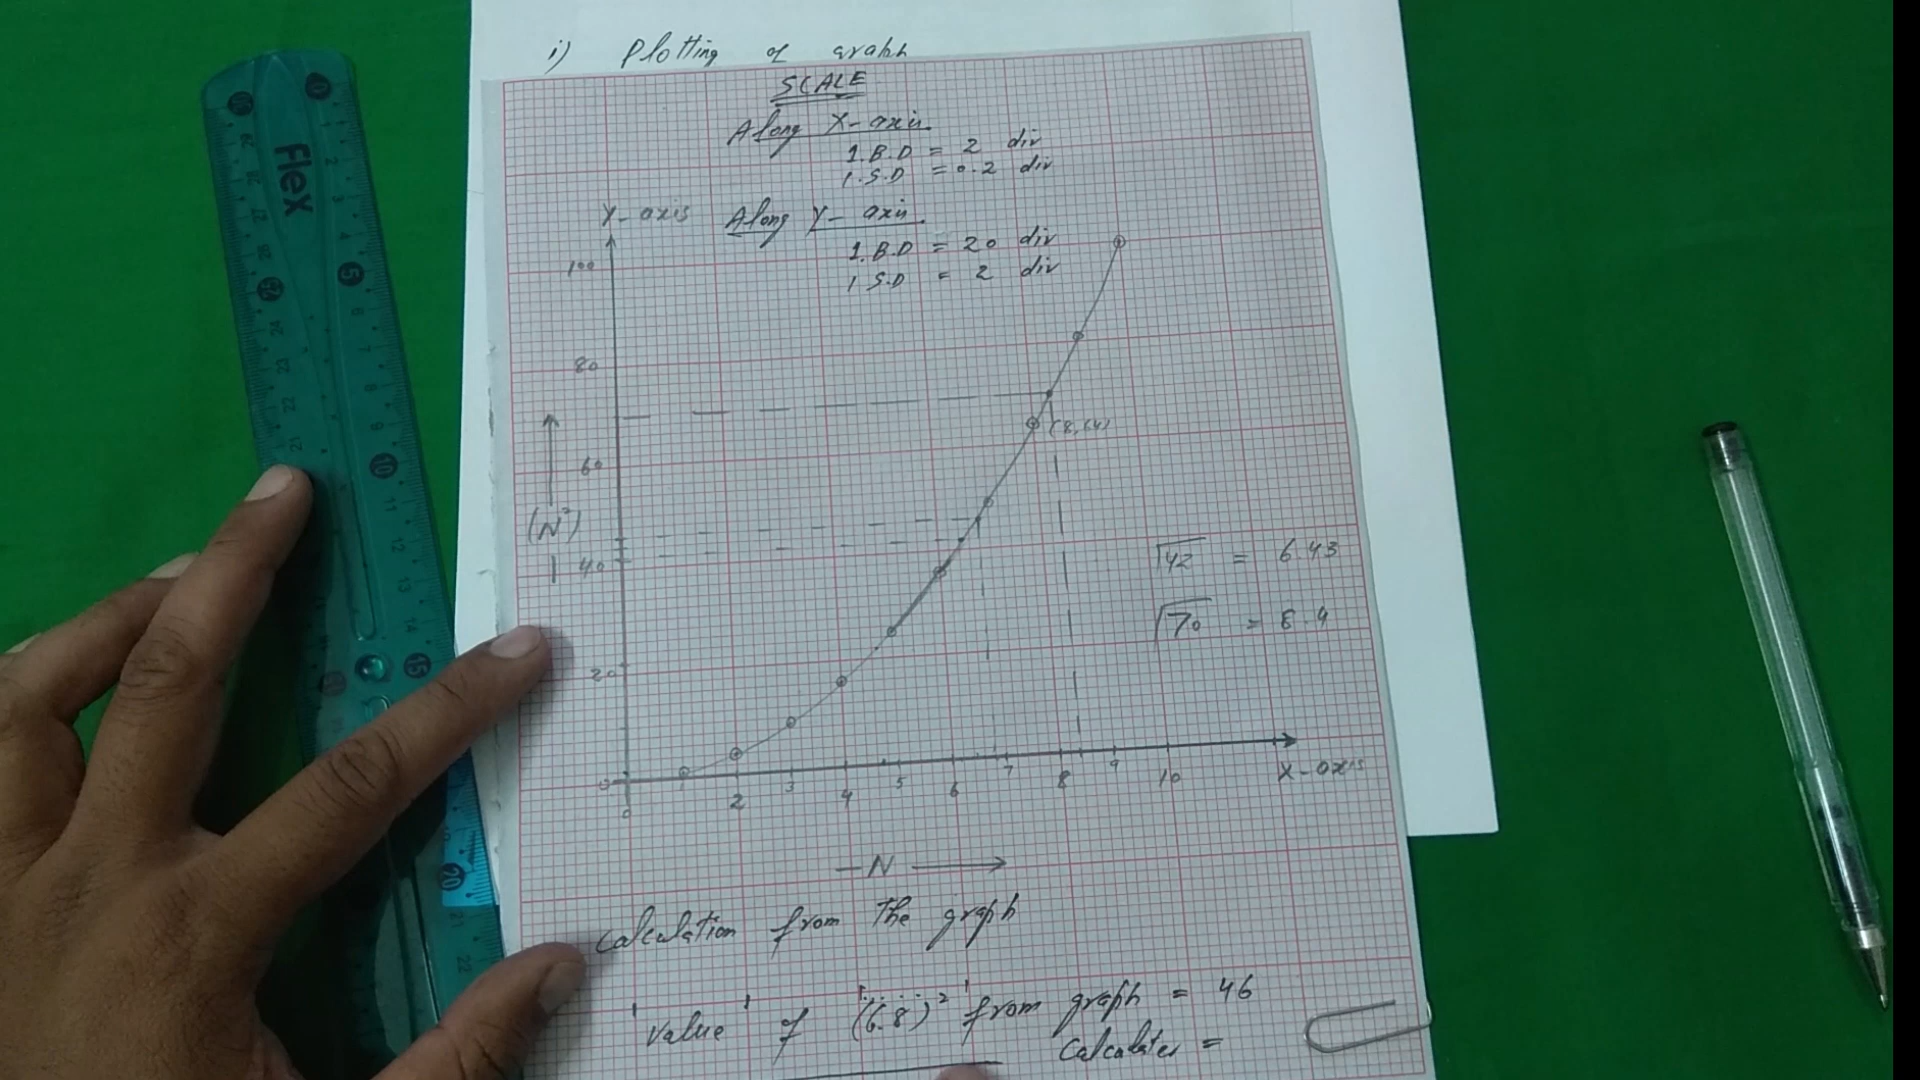 i) Plotting of graph
SCALE
Along X-axis
1.B.D = 2 div
1.S.D = 0.2 div
Y-axis
Along Y-axis
1.B.D = 20 div
1 S.D = 2 div
100
80
(8,64)
60
(N²)
40
√42 = 6.43
√70 = 8.4
20
0
0 1 2 3 4 5 6 7 8 9 10
X-axis
N
Calculation from The graph
'Value' of '(6.8)²' from graph = 46
Calculater =
flex